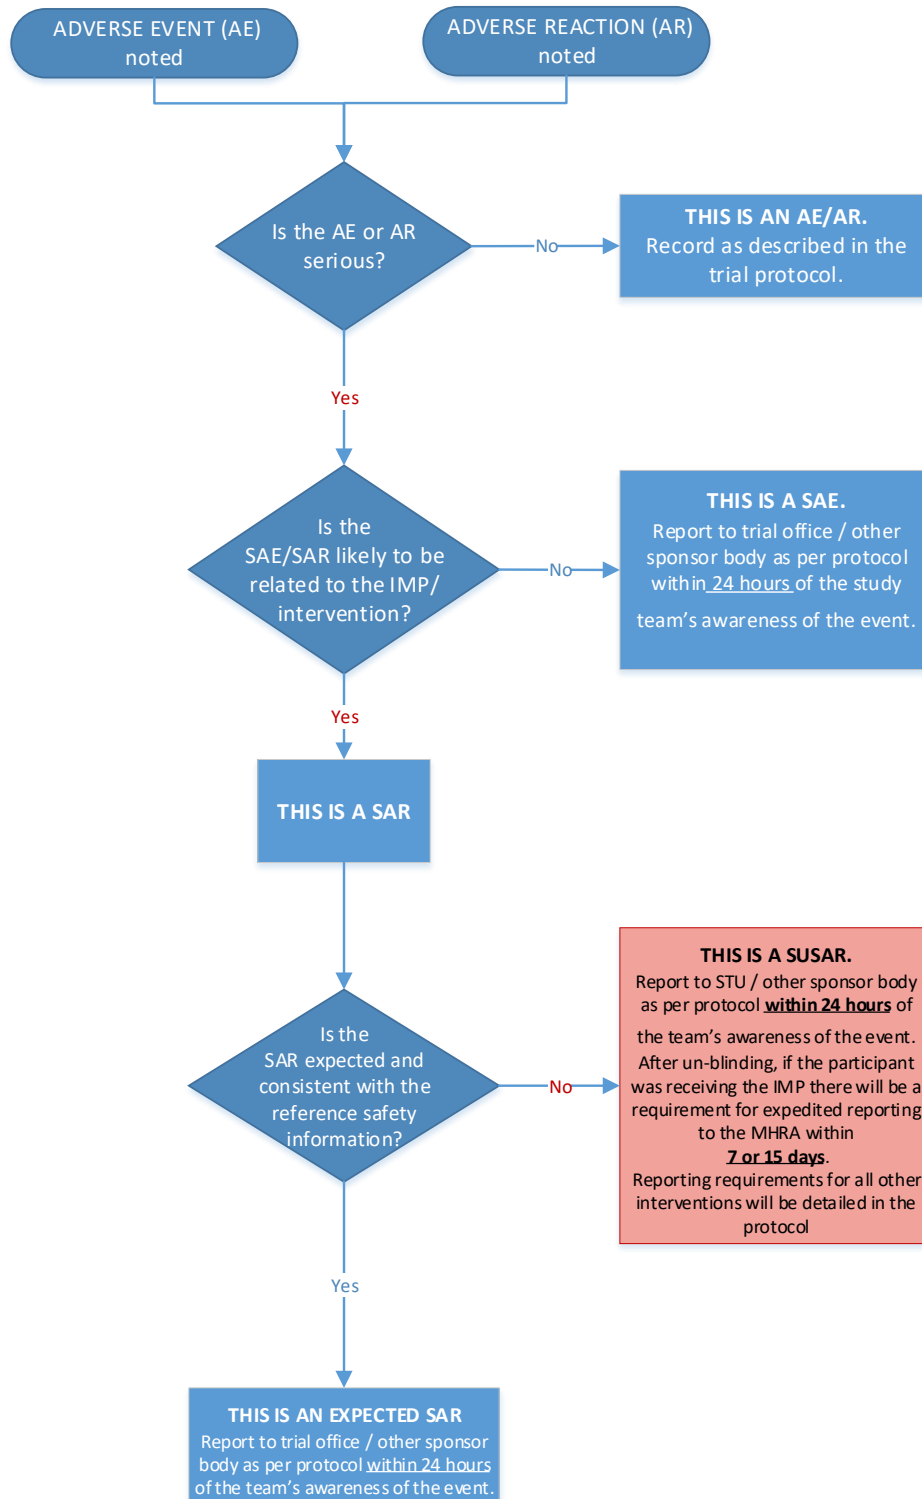 ADVERSE EVENT (AE)
noted
ADVERSE REACTION (AR)
noted
Is the AE or AR
serious?
No
THIS IS AN AE/AR.
Record as described in the
trial protocol.
Yes
Is the
SAE/SAR likely to be
related to the IMP/
intervention?
No
THIS IS A SAE.
Report to trial office / other
sponsor body as per protocol
within 24 hours of the study
team’s awareness of the event.
Yes
THIS IS A SAR
Is the
SAR expected and
consistent with the
reference safety
information?
No
THIS IS A SUSAR.
Report to STU / other sponsor body
as per protocol within 24 hours of
the team’s awareness of the event.
After un-blinding, if the participant
was receiving the IMP there will be a
requirement for expedited reporting
to the MHRA within
7 or 15 days.
Reporting requirements for all other
interventions will be detailed in the
protocol
Yes
THIS IS AN EXPECTED SAR
Report to trial office / other sponsor
body as per protocol within 24 hours
of the team’s awareness of the event.